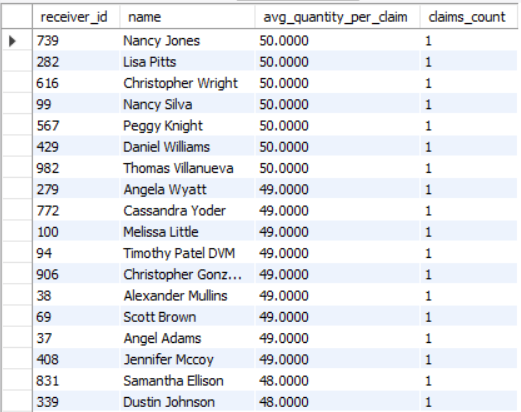 receiver_id name avg_quantity_per_claim claims_count
739 Nancy Jones 50.0000 1
282 Lisa Pitts 50.0000 1
616 Christopher Wright 50.0000 1
99 Nancy Silva 50.0000 1
567 Peggy Knight 50.0000 1
429 Daniel Williams 50.0000 1
982 Thomas Villanueva 50.0000 1
279 Angela Wyatt 49.0000 1
772 Cassandra Yoder 49.0000 1
100 Melissa Little 49.0000 1
94 Timothy Patel DVM 49.0000 1
906 Christopher Gonz... 49.0000 1
38 Alexander Mullins 49.0000 1
69 Scott Brown 49.0000 1
37 Angel Adams 49.0000 1
408 Jennifer Mccoy 49.0000 1
831 Samantha Ellison 48.0000 1
339 Dustin Johnson 48.0000 1